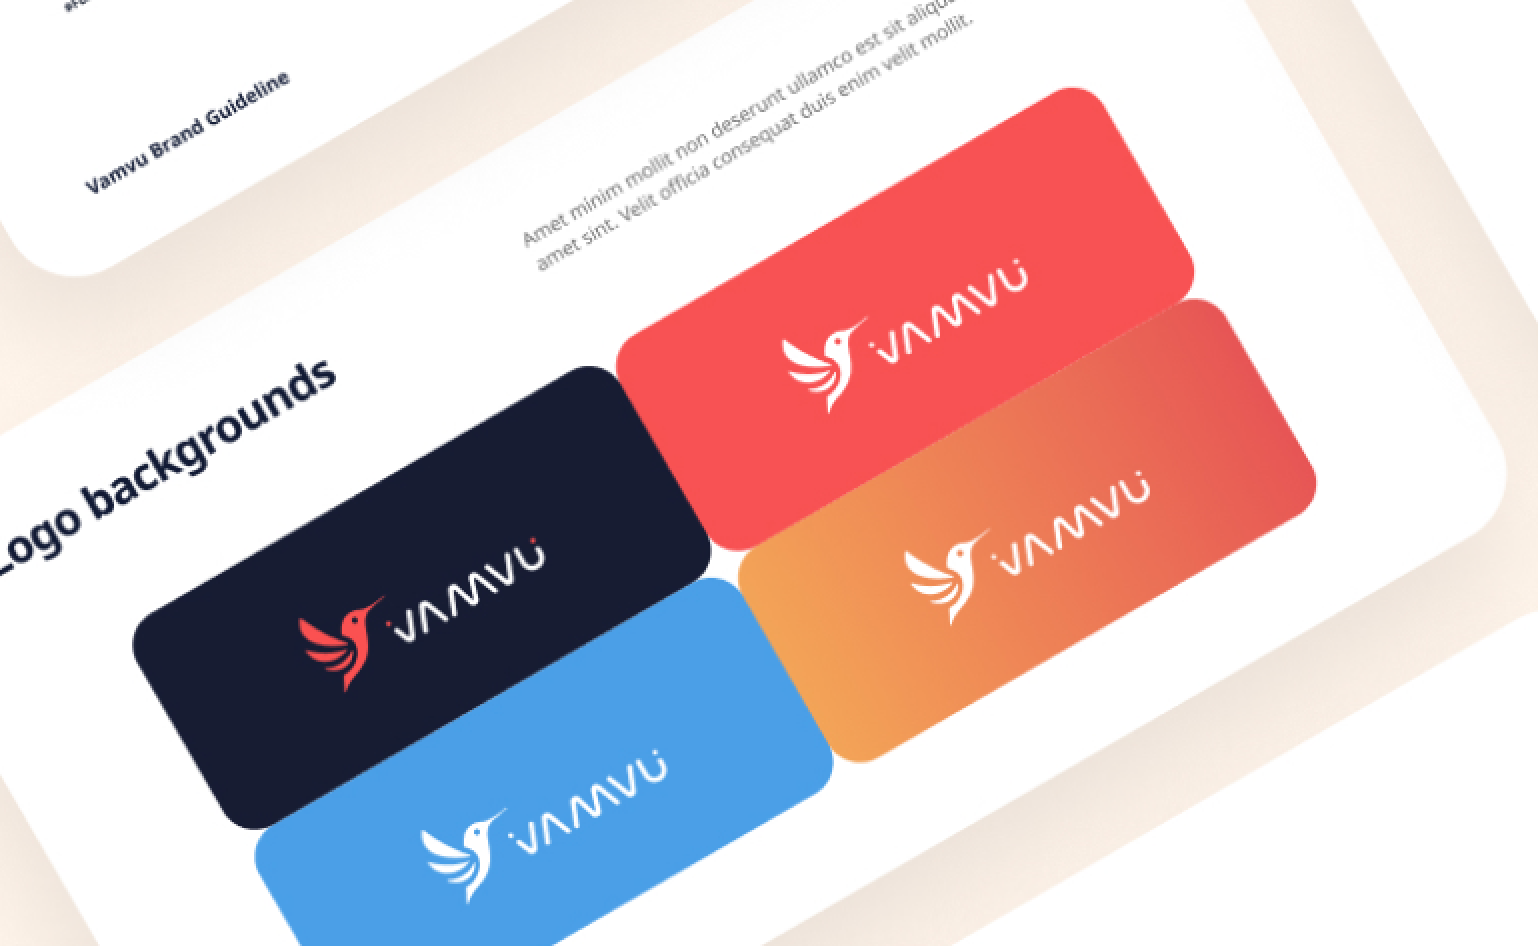 Vamvu Brand Guideline
Logo backgrounds
Amet minim mollit non deserunt ullamco est sit
amet sint. Velit officia consequat duis enim velit mollit.
VAMVU
VAMVU
VAMVU
VAMVU